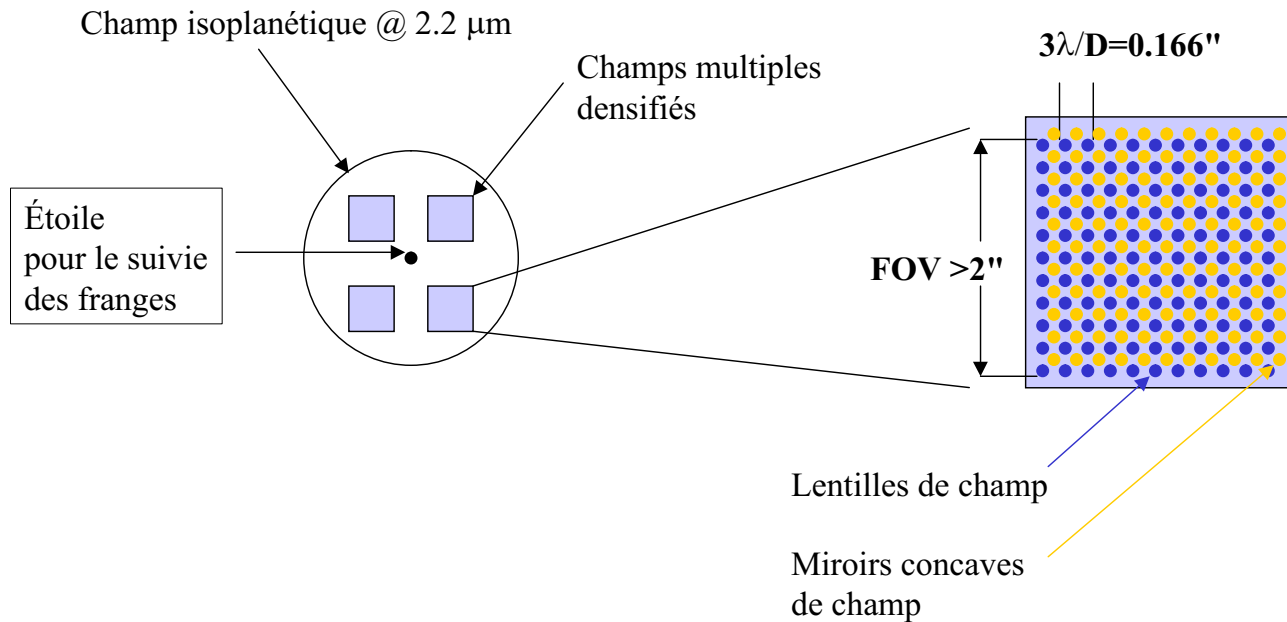 Champ isoplanétique @ 2.2 μm
Champs multiples
densifiés
Étoile
pour le suivie
des franges
3λ/D=0.166"
FOV >2"
Lentilles de champ
Miroirs concaves
de champ